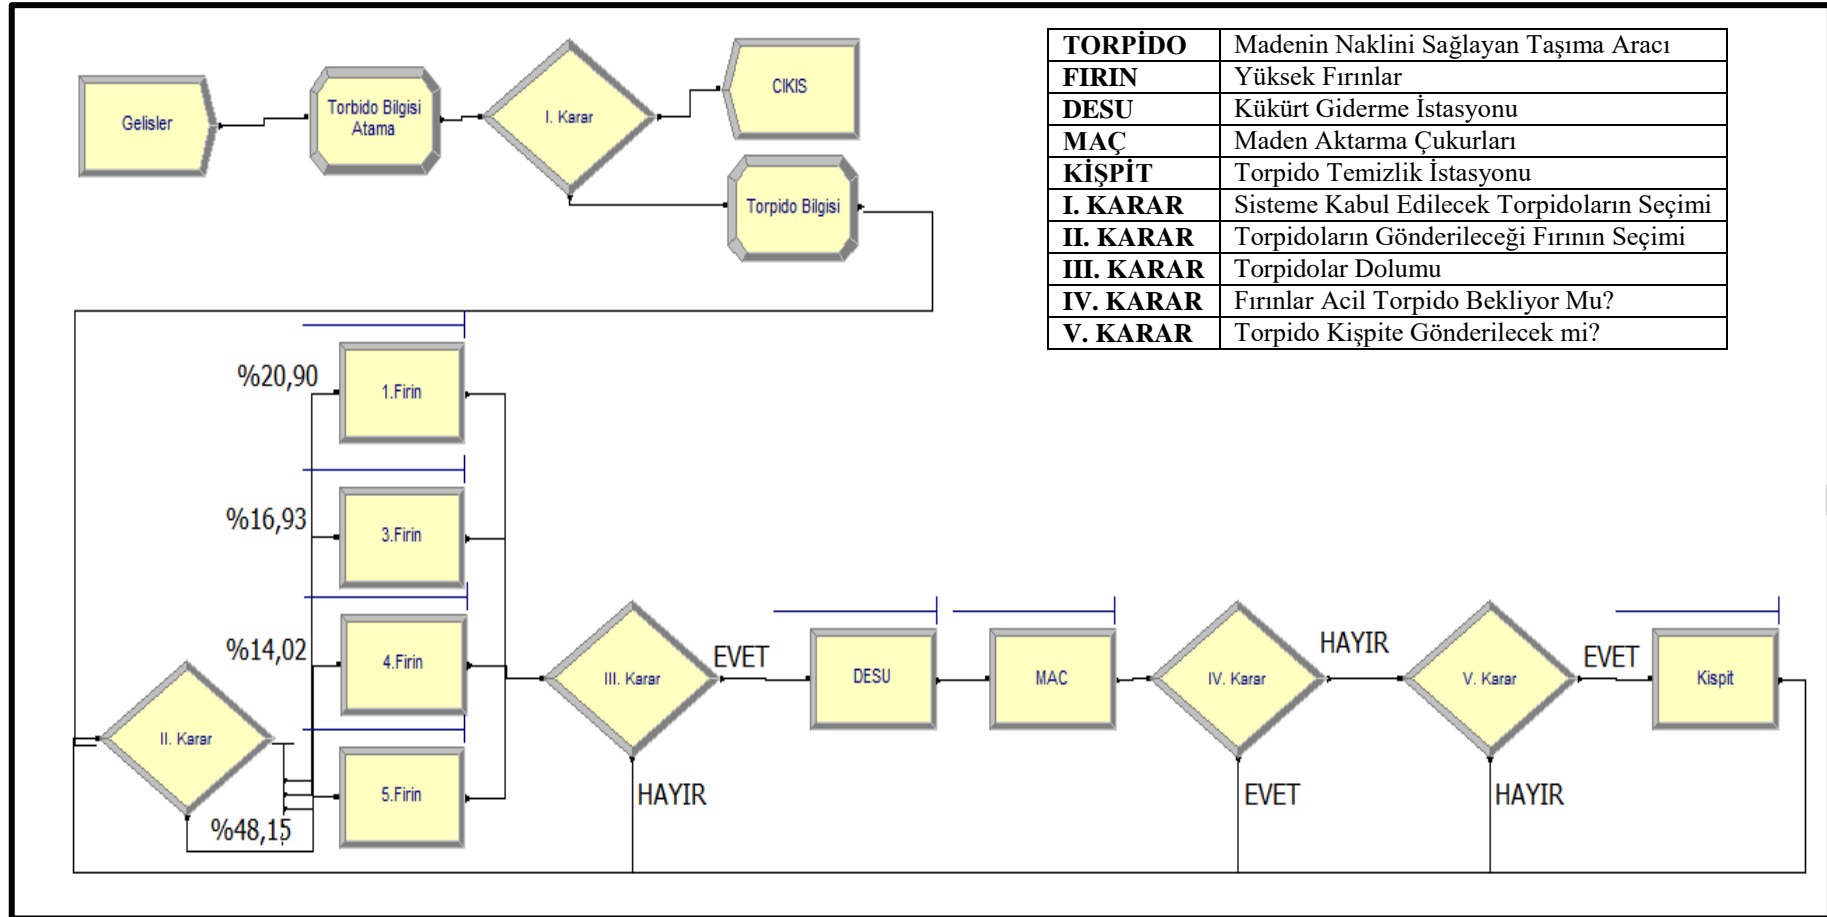 Gelisler
Torbido Bilgisi
Atama
I. Karar
CIKIS
Torpido Bilgisi
TORPİDO Madenin Naklini Sağlayan Taşıma Aracı
FIRIN Yüksek Fırınlar
DESU Kükürt Giderme İstasyonu
MAÇ Maden Aktarma Çukurları
KİŞPİT Torpido Temizlik İstasyonu
I. KARAR Sisteme Kabul Edilecek Torpidoların Seçimi
II. KARAR Torpidoların Gönderileceği Fırının Seçimi
III. KARAR Torpidolar Dolumu
IV. KARAR Fırınlar Acil Torpido Bekliyor Mu?
V. KARAR Torpido Kişpite Gönderilecek mi?
%20,90
1.Firin
%16,93
3.Firin
%14,02
4.Firin
II. Karar
%48,15
5.Firin
III. Karar
EVET
HAYIR
DESU
MAC
IV. Karar
HAYIR
EVET
V. Karar
EVET
HAYIR
Kispit